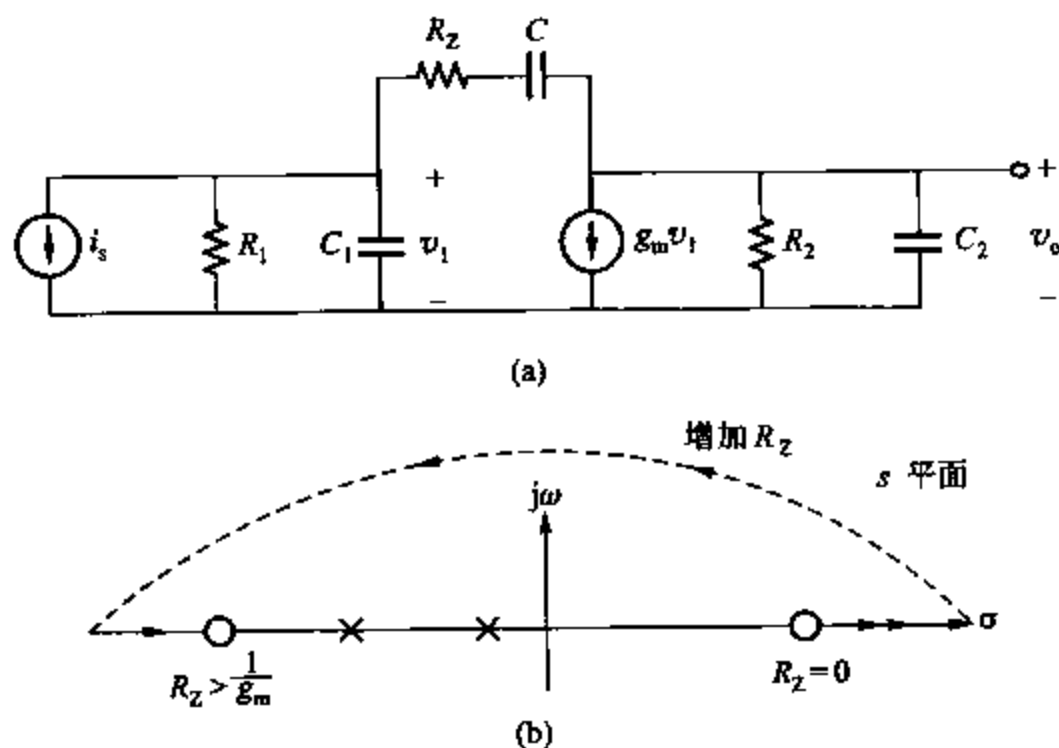 R_Z C
i_s R_1 C_1 + v_1 − g_m v_1 R_2 C_2 + v_o −
(a)
增加 R_Z
s 平面
jω
σ
R_Z > 1/g_m
R_Z = 0
(b)